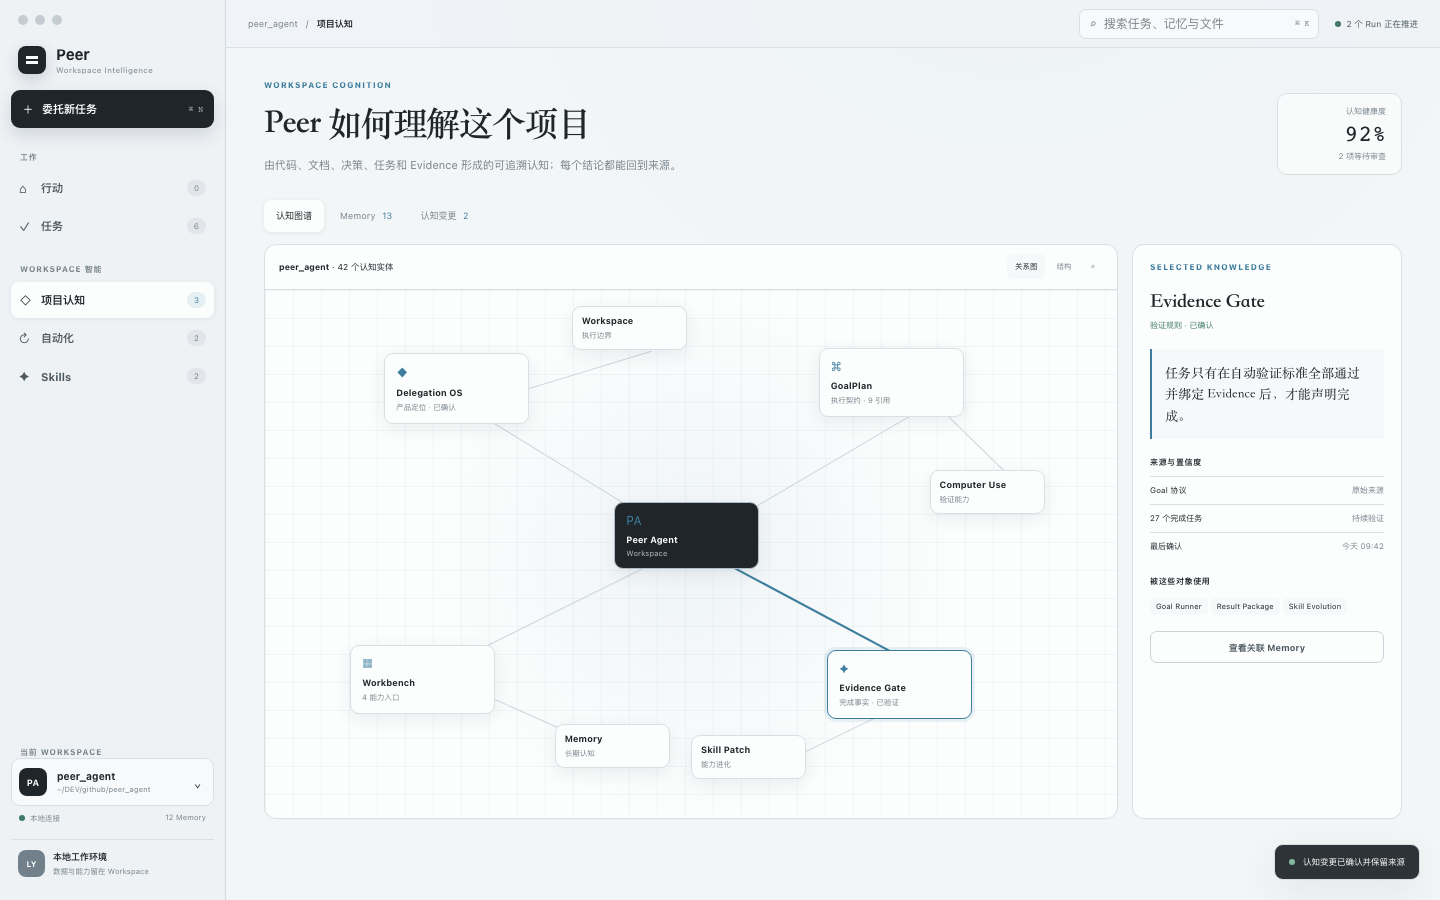 Peer
Workspace Intelligence
+ 委托新任务 ⌘ N
工作
行动 0
任务 6
WORKSPACE 智能
项目认知 3
自动化 2
Skills 2
当前 WORKSPACE
PA
peer_agent
~/DEV/github/peer_agent
本地连接 12 Memory
LY
本地工作环境
数据与能力留在 Workspace
peer_agent / 项目认知
搜索任务、记忆与文件 ⌘ K
2 个 Run 正在推进
WORKSPACE COGNITION
Peer 如何理解这个项目
由代码、文档、决策、任务和 Evidence 形成的可追溯认知；每个结论都能回到来源。
认知健康度
92%
2 项等待审查
认知图谱 Memory 13 认知变更 2
peer_agent · 42 个认知实体
关系图 结构
Workspace
执行边界
Delegation OS
产品定位 · 已确认
⌘
GoalPlan
执行契约 · 9 引用
Computer Use
验证能力
PA
Peer Agent
Workspace
Workbench
4 能力入口
Evidence Gate
完成事实 · 已验证
Memory
长期认知
Skill Patch
能力进化
SELECTED KNOWLEDGE
Evidence Gate
验证规则 · 已确认
任务只有在自动验证标准全部通过
并绑定 Evidence 后，才能声明完
成。
来源与置信度
Goal 协议 原始来源
27 个完成任务 持续验证
最后确认 今天 09:42
被这些对象使用
Goal Runner Result Package Skill Evolution
查看关联 Memory
认知变更已确认并保留来源